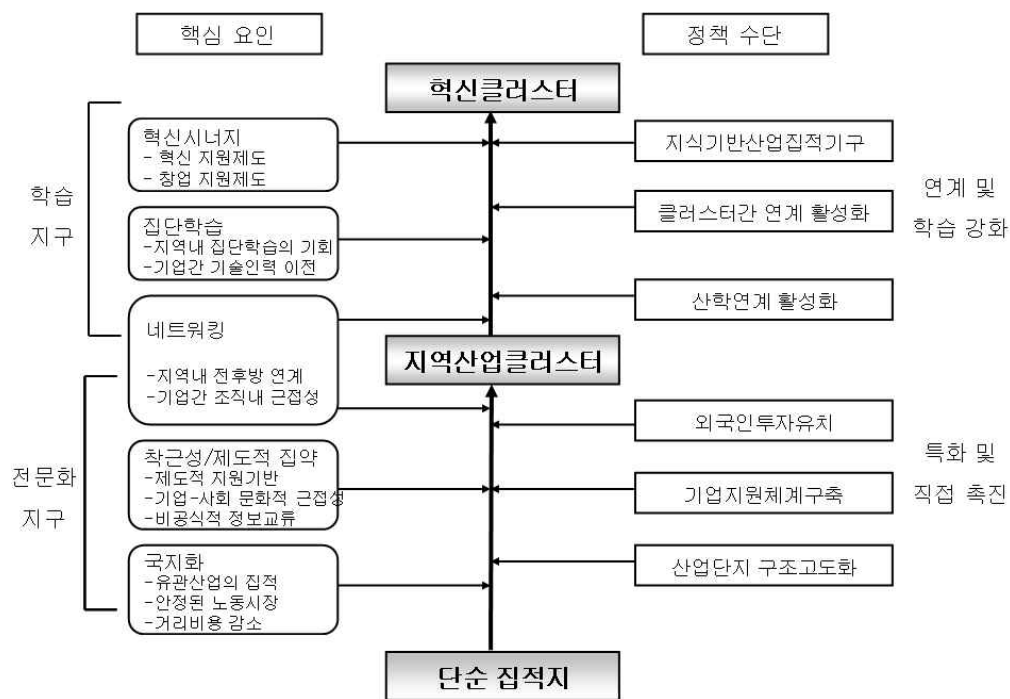 핵심 요인
정책 수단
혁신클러스터
학습
지구
혁신시너지
- 혁신 지원제도
- 창업 지원제도
집단학습
-지역내 집단학습의 기회
-기업간 기술인력 이전
네트워킹
-지역내 전후방 연계
-기업간 조직내 근접성
지식기반산업집적기구
클러스터간 연계 활성화
산학연계 활성화
연계 및
학습 강화
지역산업클러스터
전문화
지구
착근성/제도적 집약
-제도적 지원기반
-기업-사회 문화적 근접성
-비공식적 정보교류
국지화
-유관산업의 집적
-안정된 노동시장
-거리비용 감소
외국인투자유치
기업지원체계구축
산업단지 구조고도화
특화 및
직접 촉진
단순 집적지